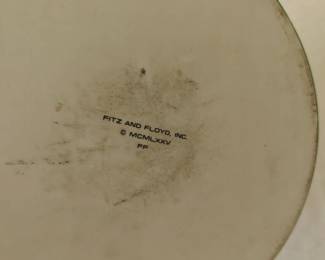 FITZ AND FLOYD, INC.
© MCMLXXV
FF